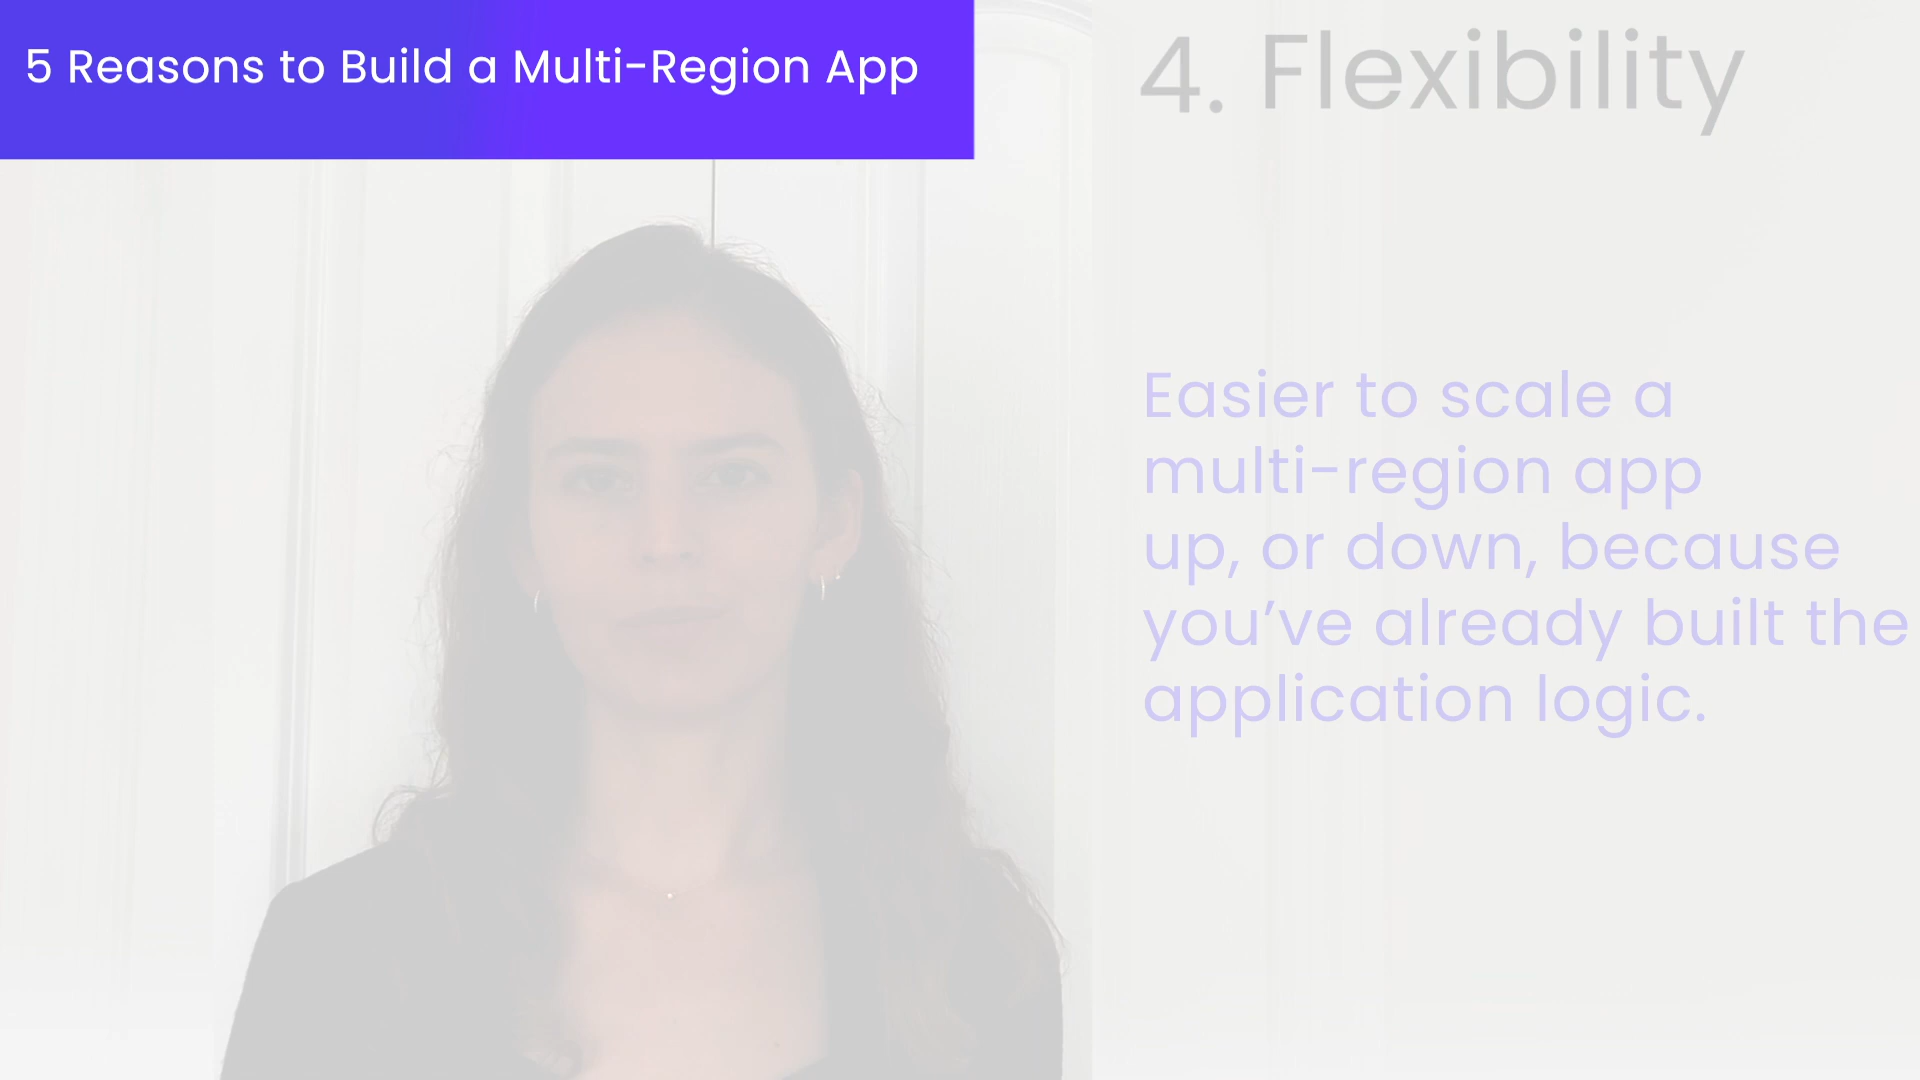 5 Reasons to Build a Multi-Region App
4. Flexibility
Easier to scale a
multi-region app
up, or down, because
you’ve already built the
application logic.